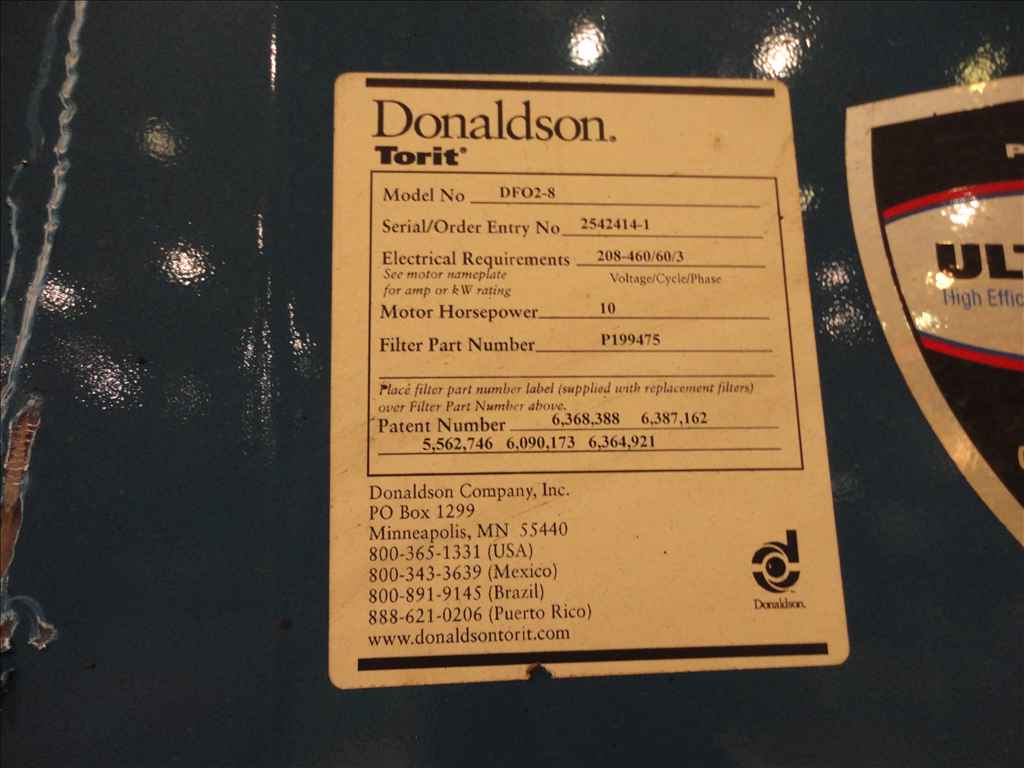 Donaldson.
Torit®
Model No DFO2-8
Serial/Order Entry No 2542414-1
Electrical Requirements 208-460/60/3
See motor nameplate Voltage/Cycle/Phase
for amp or kW rating
Motor Horsepower 10
Filter Part Number P199475
Place filter part number label (supplied with replacement filters)
over Filter Part Number above.
Patent Number 6,368,388 6,387,162
5,562,746 6,090,173 6,364,921
Donaldson Company, Inc.
PO Box 1299
Minneapolis, MN 55440
800-365-1331 (USA)
800-343-3639 (Mexico)
800-891-9145 (Brazil)
888-621-0206 (Puerto Rico)
www.donaldsontorit.com
Donaldson.
High